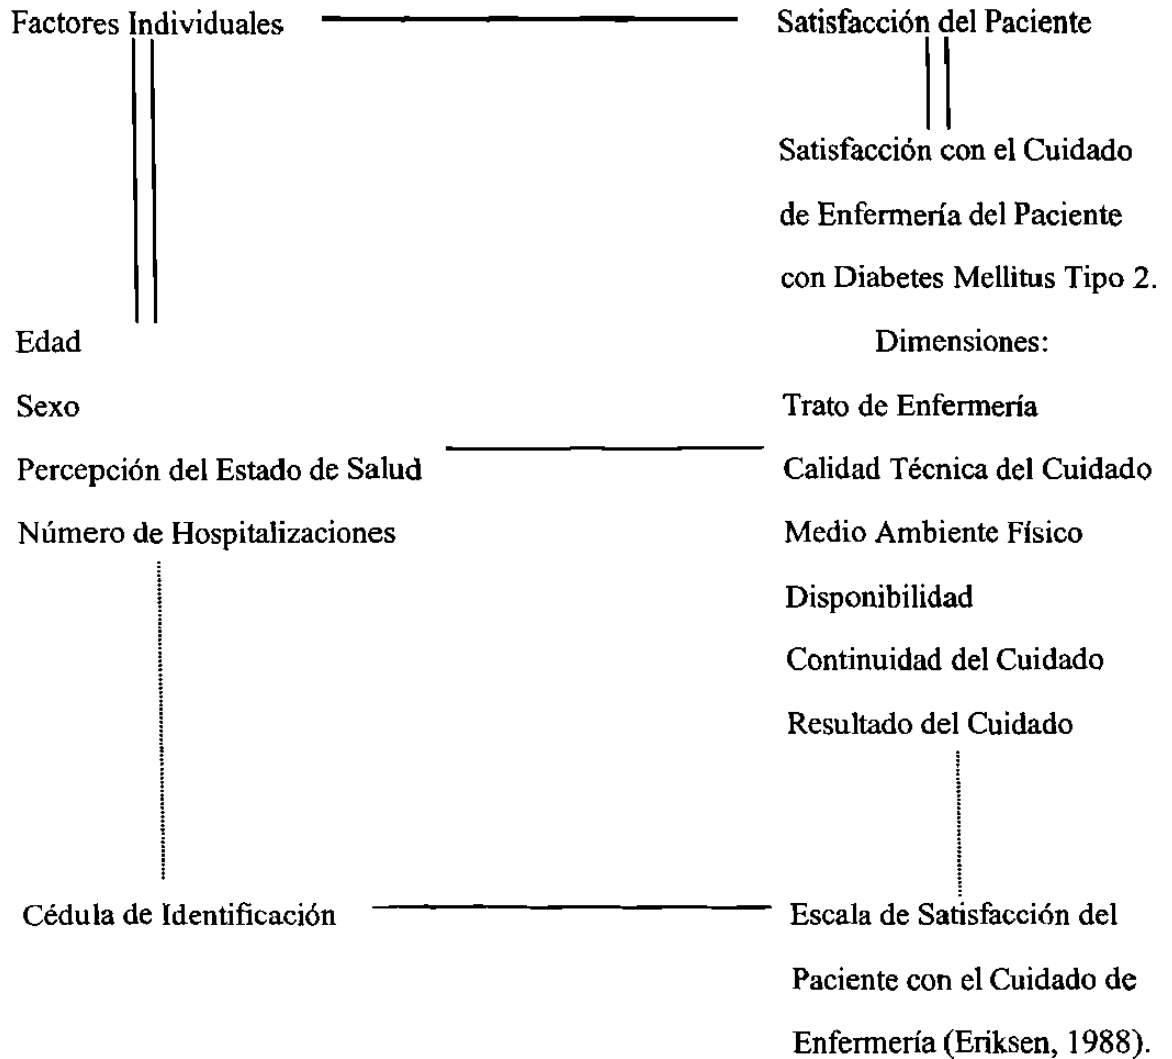 Factores Individuales
Satisfacción del Paciente
Satisfacción con el Cuidado
de Enfermería del Paciente
con Diabetes Mellitus Tipo 2.
Edad
Dimensiones:
Sexo
Trato de Enfermería
Percepción del Estado de Salud
Calidad Técnica del Cuidado
Número de Hospitalizaciones
Medio Ambiente Físico
Disponibilidad
Continuidad del Cuidado
Resultado del Cuidado
Cédula de Identificación
Escala de Satisfacción del
Paciente con el Cuidado de
Enfermería (Eriksen, 1988).